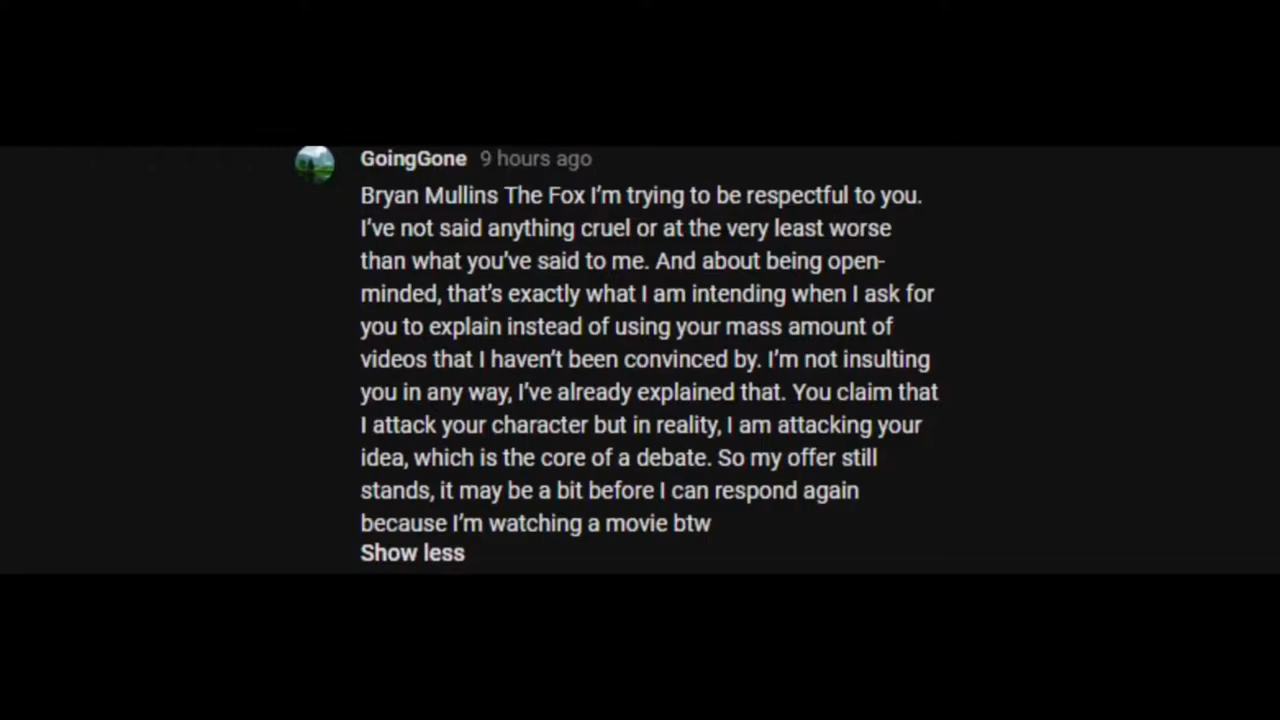 GoingGone 9 hours ago
Bryan Mullins The Fox I’m trying to be respectful to you.
I’ve not said anything cruel or at the very least worse
than what you’ve said to me. And about being open-
minded, that’s exactly what I am intending when I ask for
you to explain instead of using your mass amount of
videos that I haven’t been convinced by. I’m not insulting
you in any way, I’ve already explained that. You claim that
I attack your character but in reality, I am attacking your
idea, which is the core of a debate. So my offer still
stands, it may be a bit before I can respond again
because I’m watching a movie btw
Show less